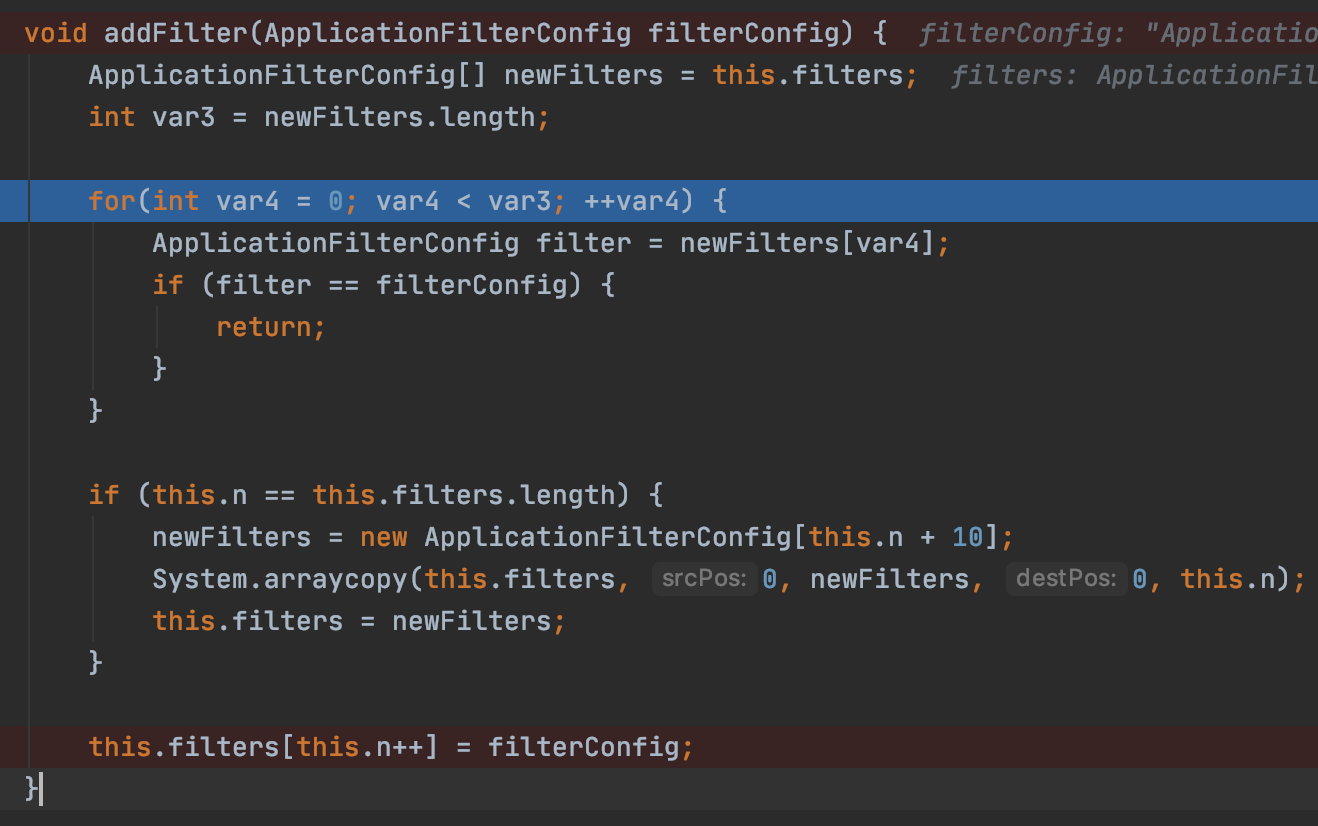 void addFilter(ApplicationFilterConfig filterConfig) {  filterConfig: "Applicatio
    ApplicationFilterConfig[] newFilters = this.filters;  filters: ApplicationFil
    int var3 = newFilters.length;

    for(int var4 = 0; var4 < var3; ++var4) {
        ApplicationFilterConfig filter = newFilters[var4];
        if (filter == filterConfig) {
            return;
        }
    }

    if (this.n == this.filters.length) {
        newFilters = new ApplicationFilterConfig[this.n + 10];
        System.arraycopy(this.filters, srcPos: 0, newFilters, destPos: 0, this.n);
        this.filters = newFilters;
    }

    this.filters[this.n++] = filterConfig;
}